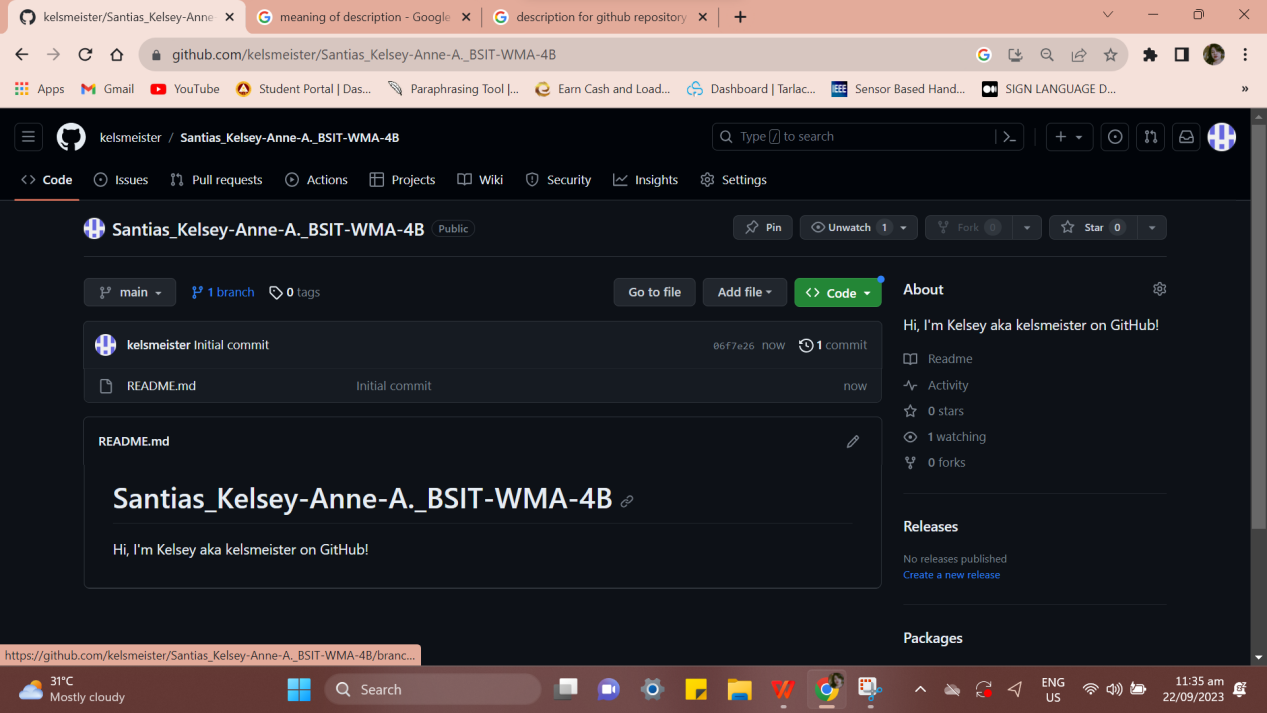 kelsmeister/Santias_Kelsey-Anne
meaning of description - Google
description for github repository
github.com/kelsmeister/Santias_Kelsey-Anne-A._BSIT-WMA-4B
Apps
Gmail
YouTube
Student Portal | Das...
Paraphrasing Tool |...
Earn Cash and Load...
Dashboard | Tarlac...
IEEE
Sensor Based Hand...
SIGN LANGUAGE D...
»
kelsmeister / Santias_Kelsey-Anne-A._BSIT-WMA-4B
Type / to search
Code
Issues
Pull requests
Actions
Projects
Wiki
Security
Insights
Settings
Santias_Kelsey-Anne-A._BSIT-WMA-4B Public
Pin
Unwatch 1
Fork 0
Star 0
main
1 branch
0 tags
Go to file
Add file
Code
kelsmeister Initial commit
06f7e26 now
1 commit
README.md
Initial commit
now
README.md
Santias_Kelsey-Anne-A._BSIT-WMA-4B
Hi, I'm Kelsey aka kelsmeister on GitHub!
About
Hi, I'm Kelsey aka kelsmeister on GitHub!
Readme
Activity
0 stars
1 watching
0 forks
Releases
No releases published
Create a new release
Packages
https://github.com/kelsmeister/Santias_Kelsey-Anne-A._BSIT-WMA-4B/branc...
31°C
Mostly cloudy
Search
ENG
US
11:35 am
22/09/2023